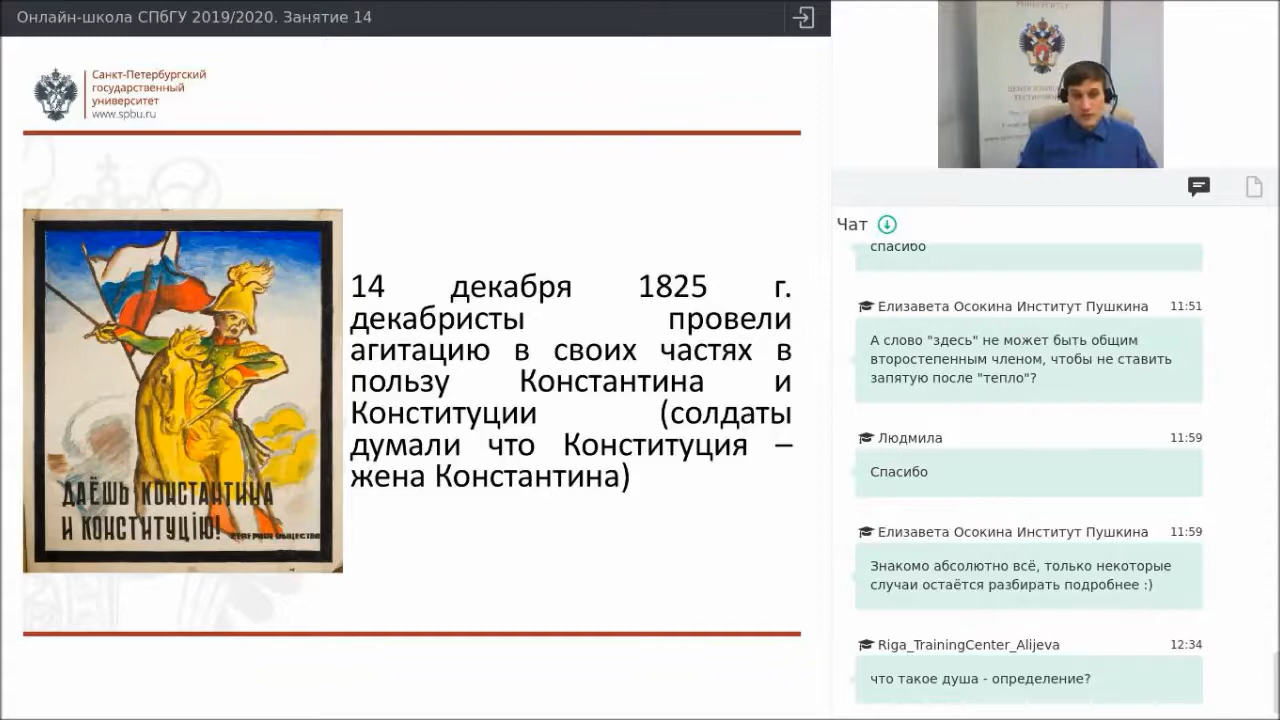 Онлайн-школа СПбГУ 2019/2020. Занятие 14
Санкт-Петербургский
государственный
университет
www.spbu.ru
ДАЁШЬ КОНСТАНТИНА
И КОНСТИТУЦІЮ!
14 декабря 1825 г.
декабристы провели
агитацию в своих частях в
пользу Константина и
Конституции (солдаты
думали что Конституция –
жена Константина)
Чат
спасибо
Елизавета Осокина Институт Пушкина 11:51
А слово "здесь" не может быть общим
второстепенным членом, чтобы не ставить
запятую после "тепло"?
Людмила 11:59
Спасибо
Елизавета Осокина Институт Пушкина 11:59
Знакомо абсолютно всё, только некоторые
случаи остаётся разбирать подробнее :)
Riga_TrainingCenter_Alijeva 12:34
что такое душа - определение?